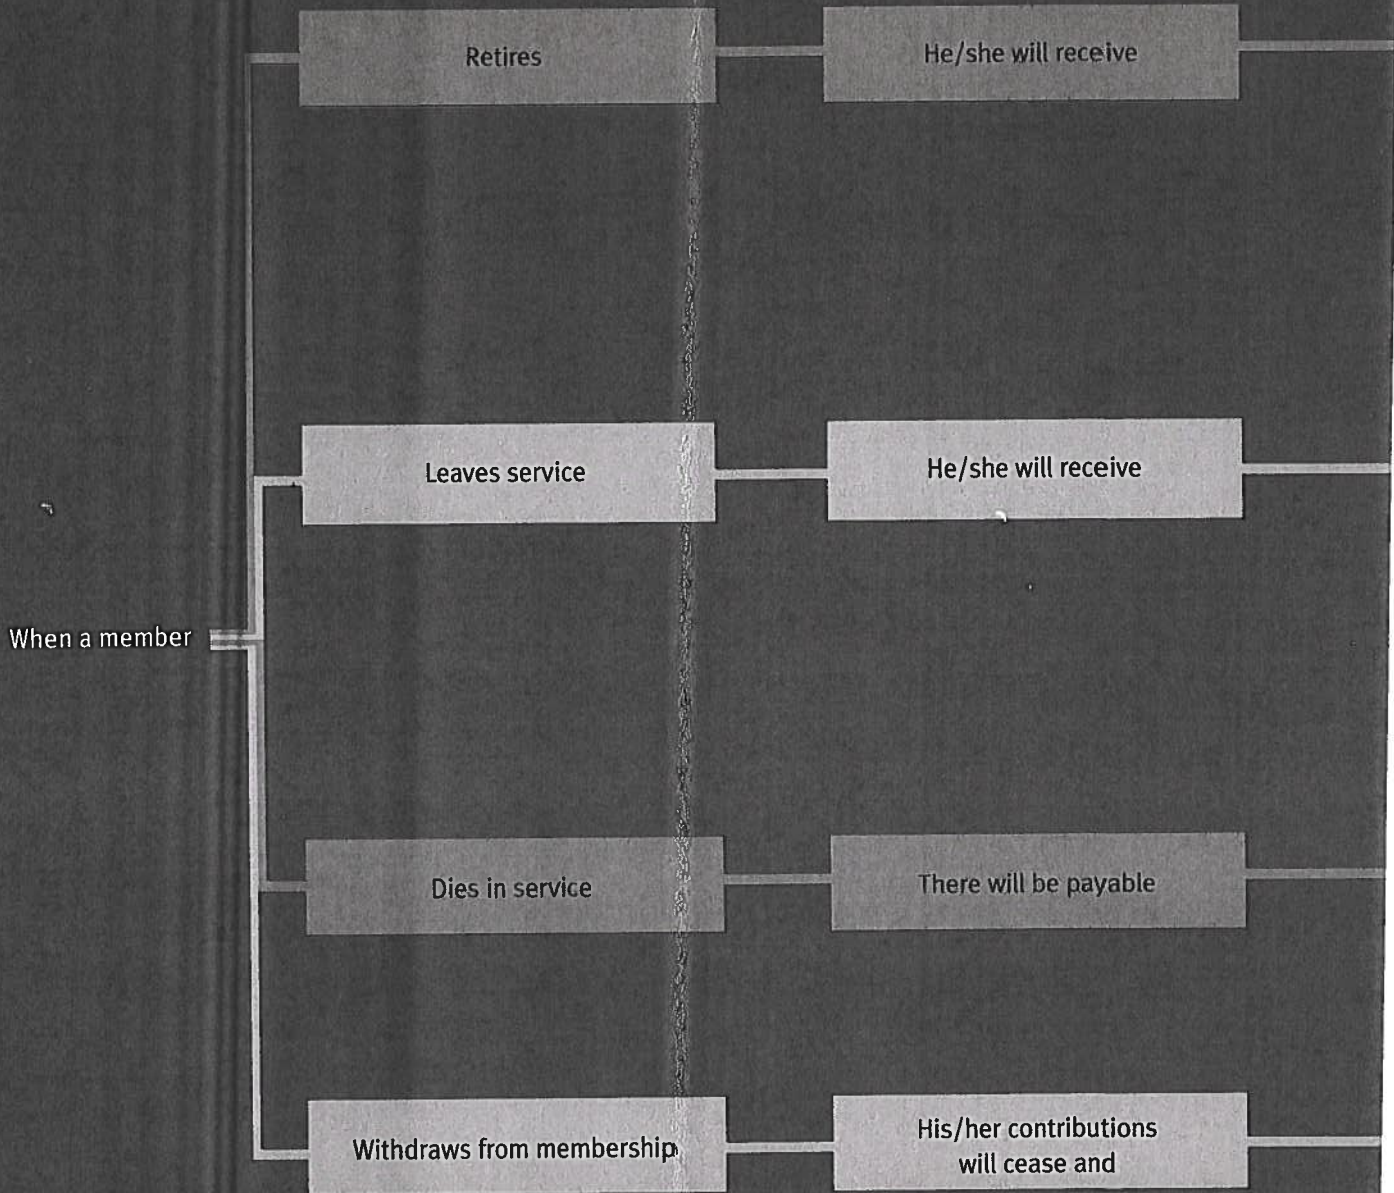 Retires
He/she will receive
Leaves service
He/she will receive
When a member
Dies in service
There will be payable
Withdraws from membership
His/her contributions
will cease and